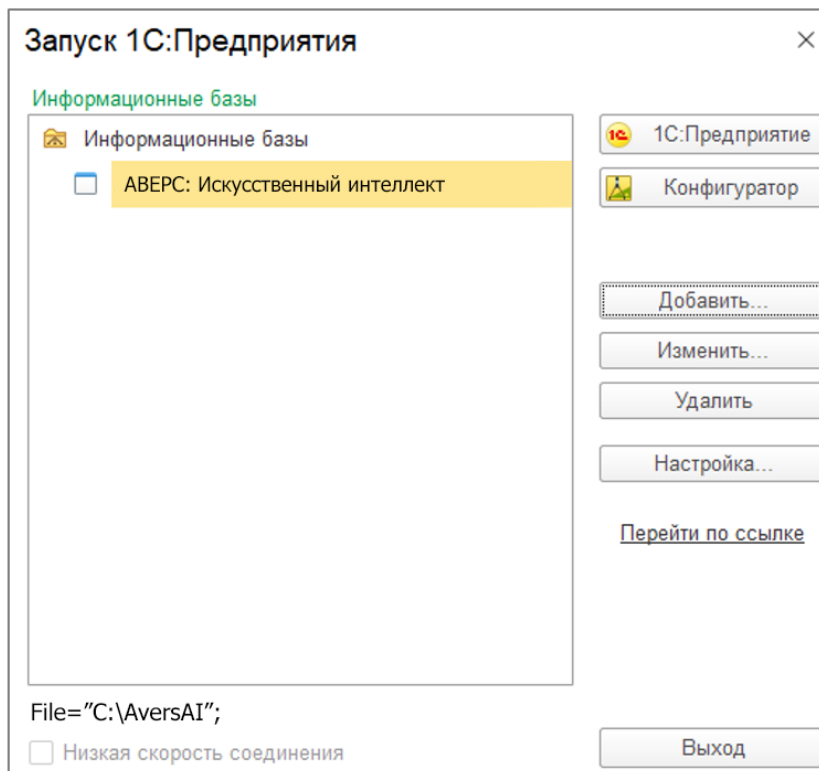 Запуск 1С:Предприятия
Информационные базы
Информационные базы
АВЕРС: Искусственный интеллект
1С:Предприятие
Конфигуратор
Добавить...
Изменить...
Удалить
Настройка...
Перейти по ссылке
File="C:\AversAI";
Низкая скорость соединения
Выход